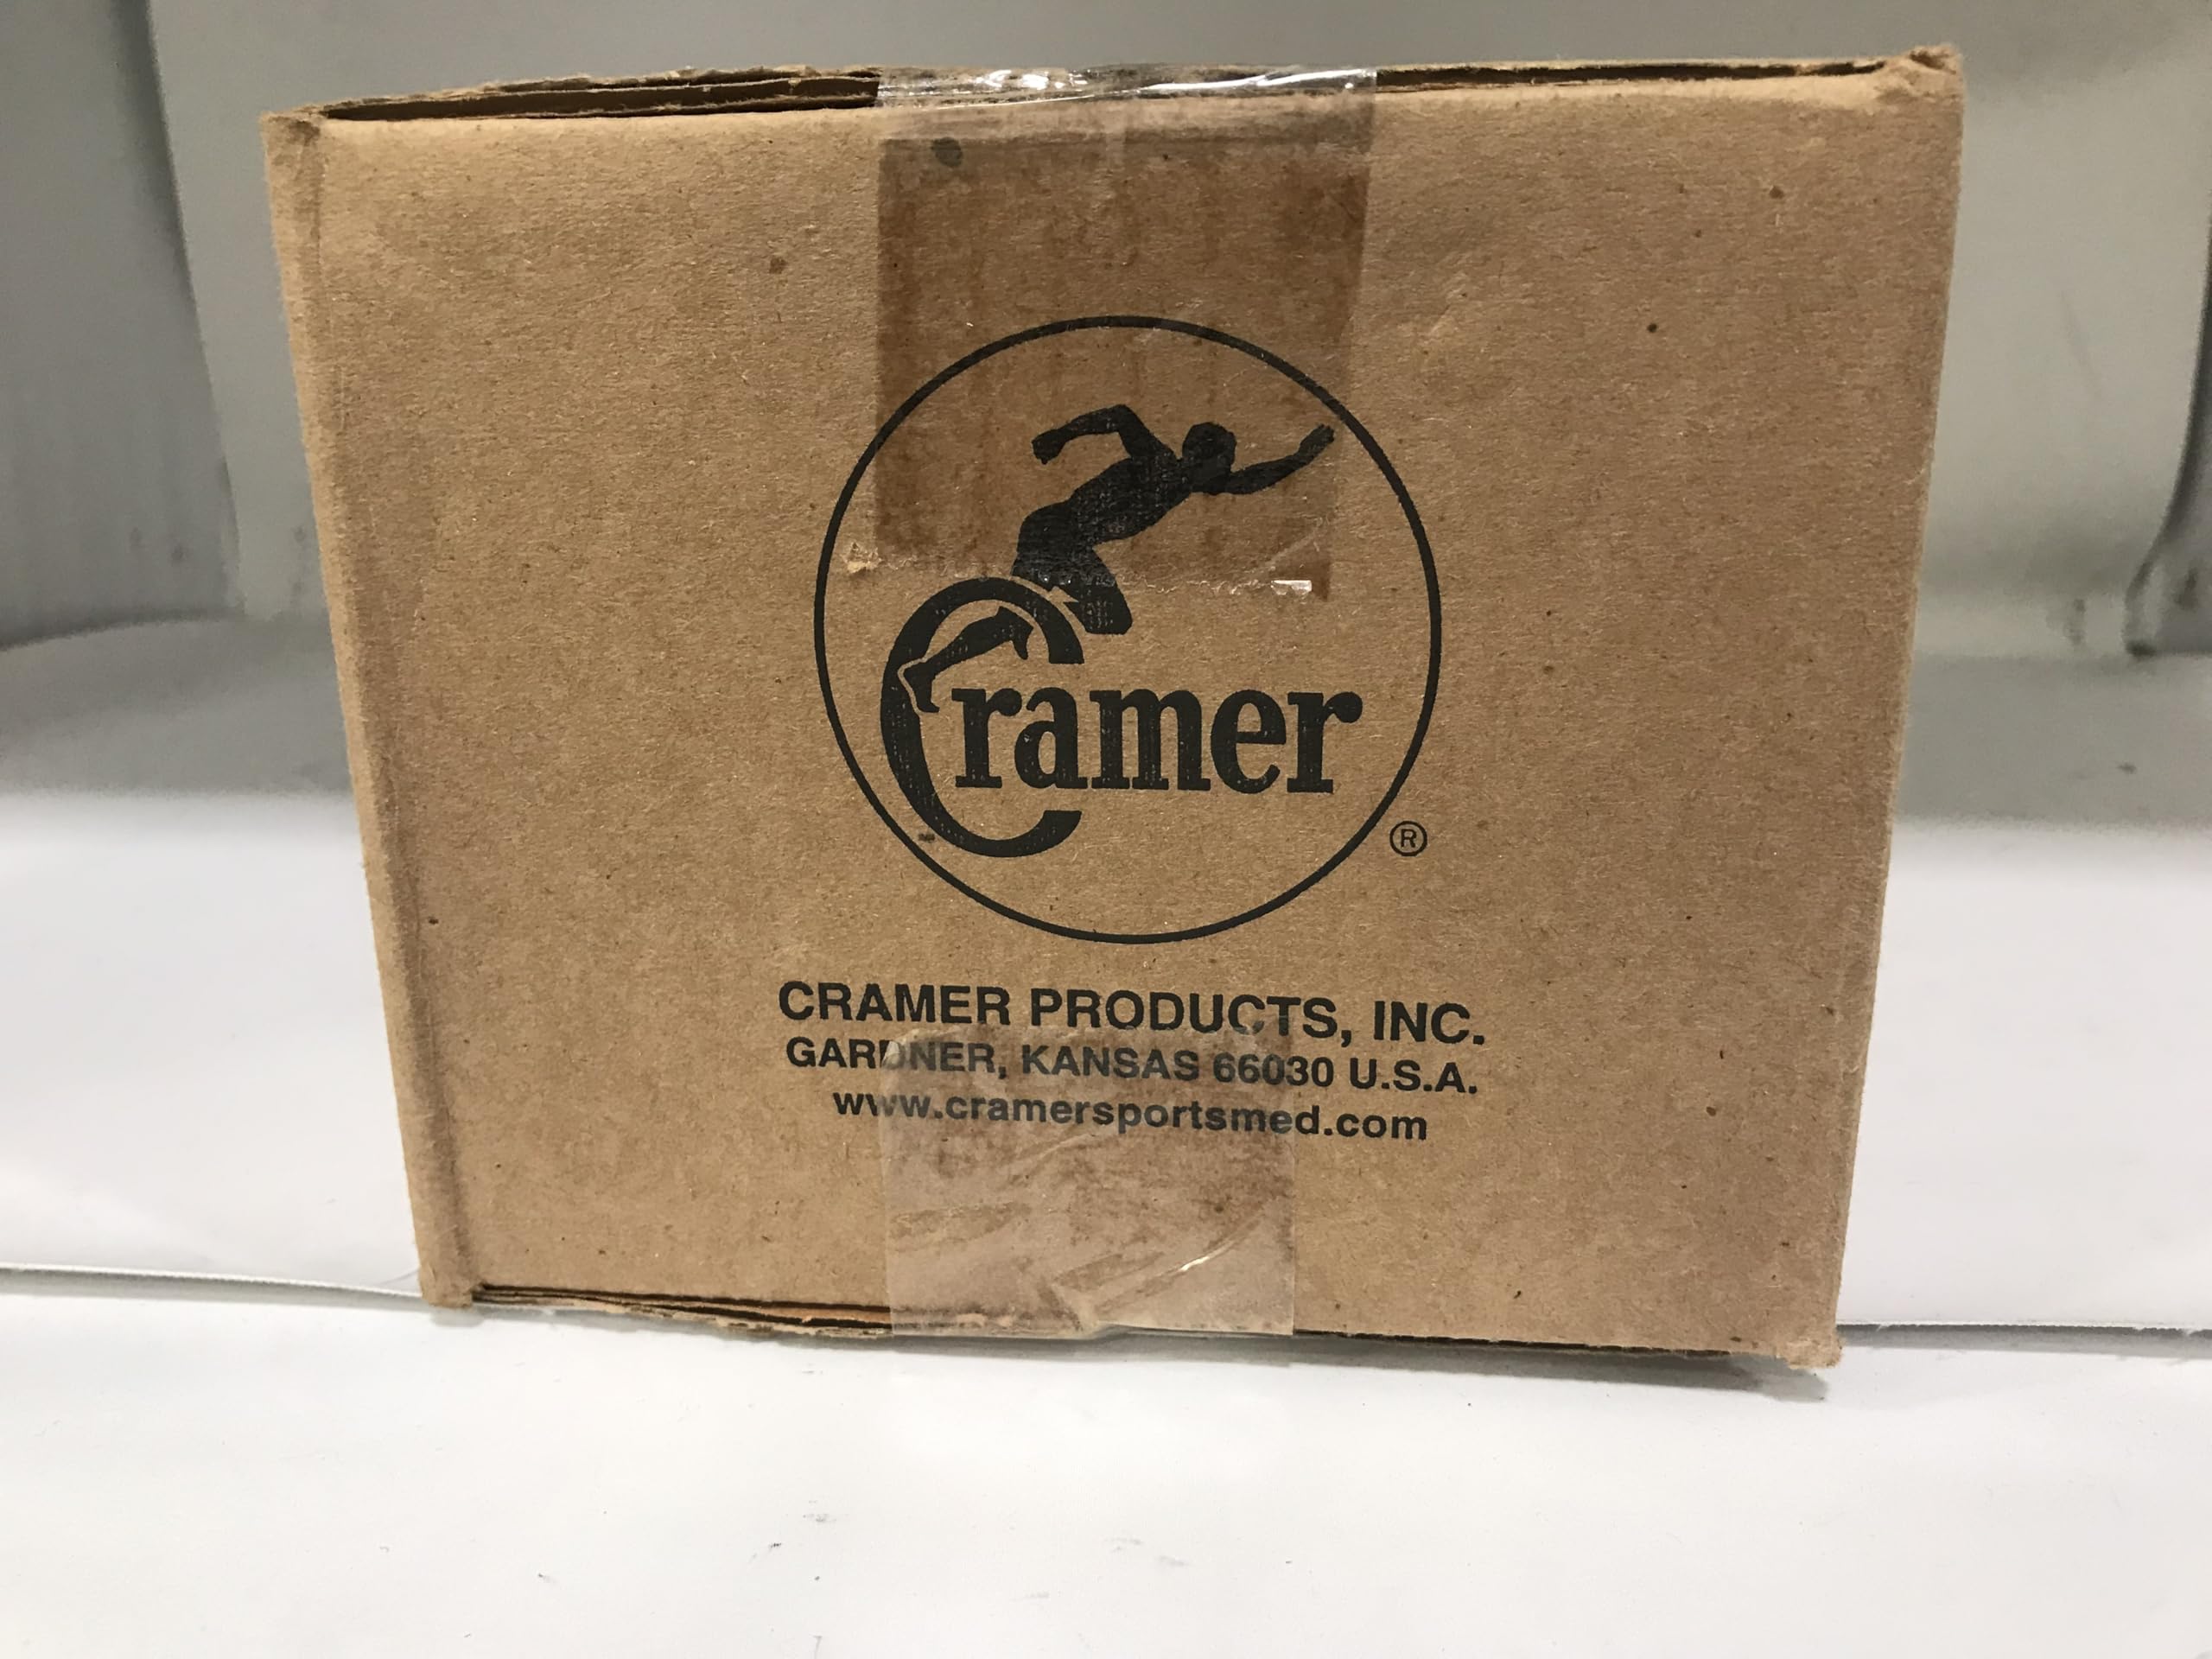 Cramer
®
CRAMER PRODUCTS, INC.
GARDNER, KANSAS 66030 U.S.A.
www.cramersportsmed.com